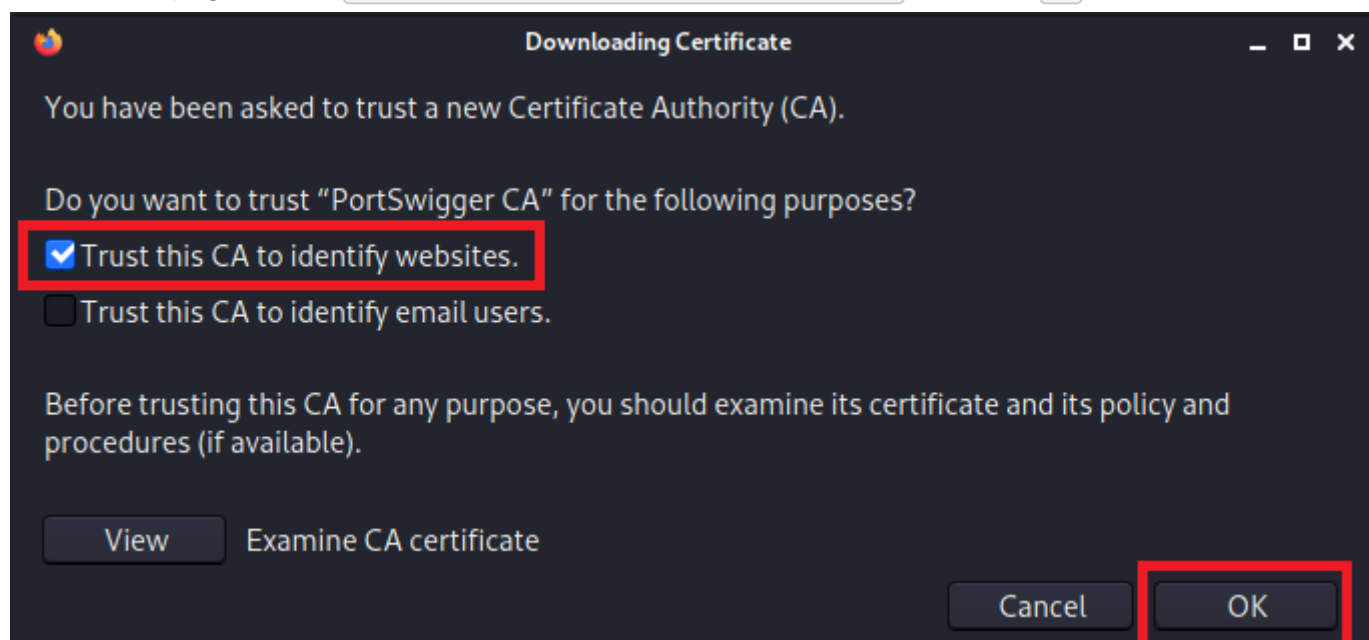 Downloading Certificate
You have been asked to trust a new Certificate Authority (CA).
Do you want to trust “PortSwigger CA” for the following purposes?
Trust this CA to identify websites.
Trust this CA to identify email users.
Before trusting this CA for any purpose, you should examine its certificate and its policy and
procedures (if available).
View Examine CA certificate
Cancel OK